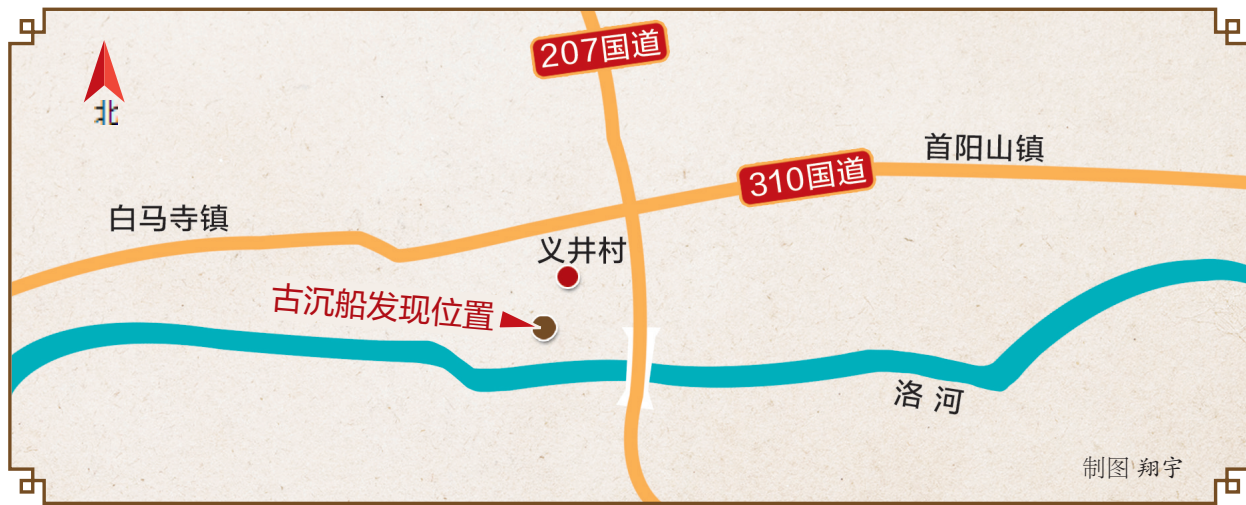 207国道
北
首阳山镇
310国道
白马寺镇
义井村
古沉船发现位置
洛河
制图 翔宇